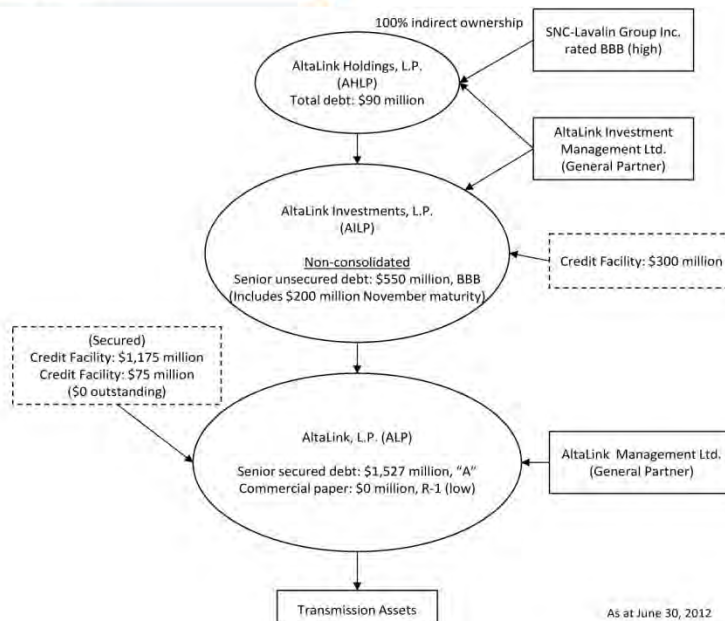 100% indirect ownership
SNC-Lavalin Group Inc.
rated BBB (high)
AltaLink Holdings, L.P.
(AHLP)
Total debt: $90 million
AltaLink Investment
Management Ltd.
(General Partner)
AltaLink Investments, L.P.
(AILP)
Non-consolidated
Senior unsecured debt: $550 million, BBB
(Includes $200 million November maturity)
Credit Facility: $300 million
(Secured)
Credit Facility: $1,175 million
Credit Facility: $75 million
($0 outstanding)
AltaLink, L.P. (ALP)
Senior secured debt: $1,527 million, "A"
Commercial paper: $0 million, R-1 (low)
AltaLink Management Ltd.
(General Partner)
Transmission Assets
As at June 30, 2012